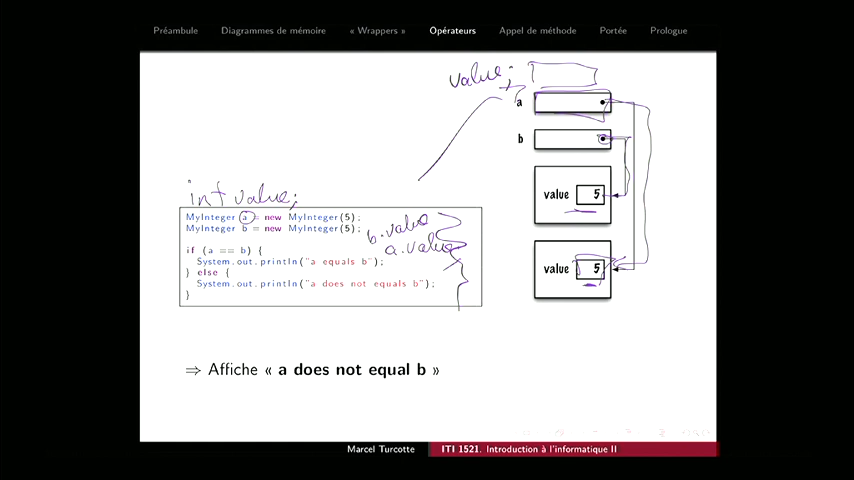 Préambule Diagrammes de mémoire « Wrappers » Opérateurs Appel de méthode Portée Prologue
value;
a
b
value 5
value 5
int value;
MyInteger a = new MyInteger(5);
MyInteger b = new MyInteger(5);
b.value
a.value
if (a == b) {
System.out.println("a equals b");
} else {
System.out.println("a does not equals b");
}
⇒ Affiche « a does not equal b »
Marcel Turcotte ITI 1521. Introduction à l'informatique II